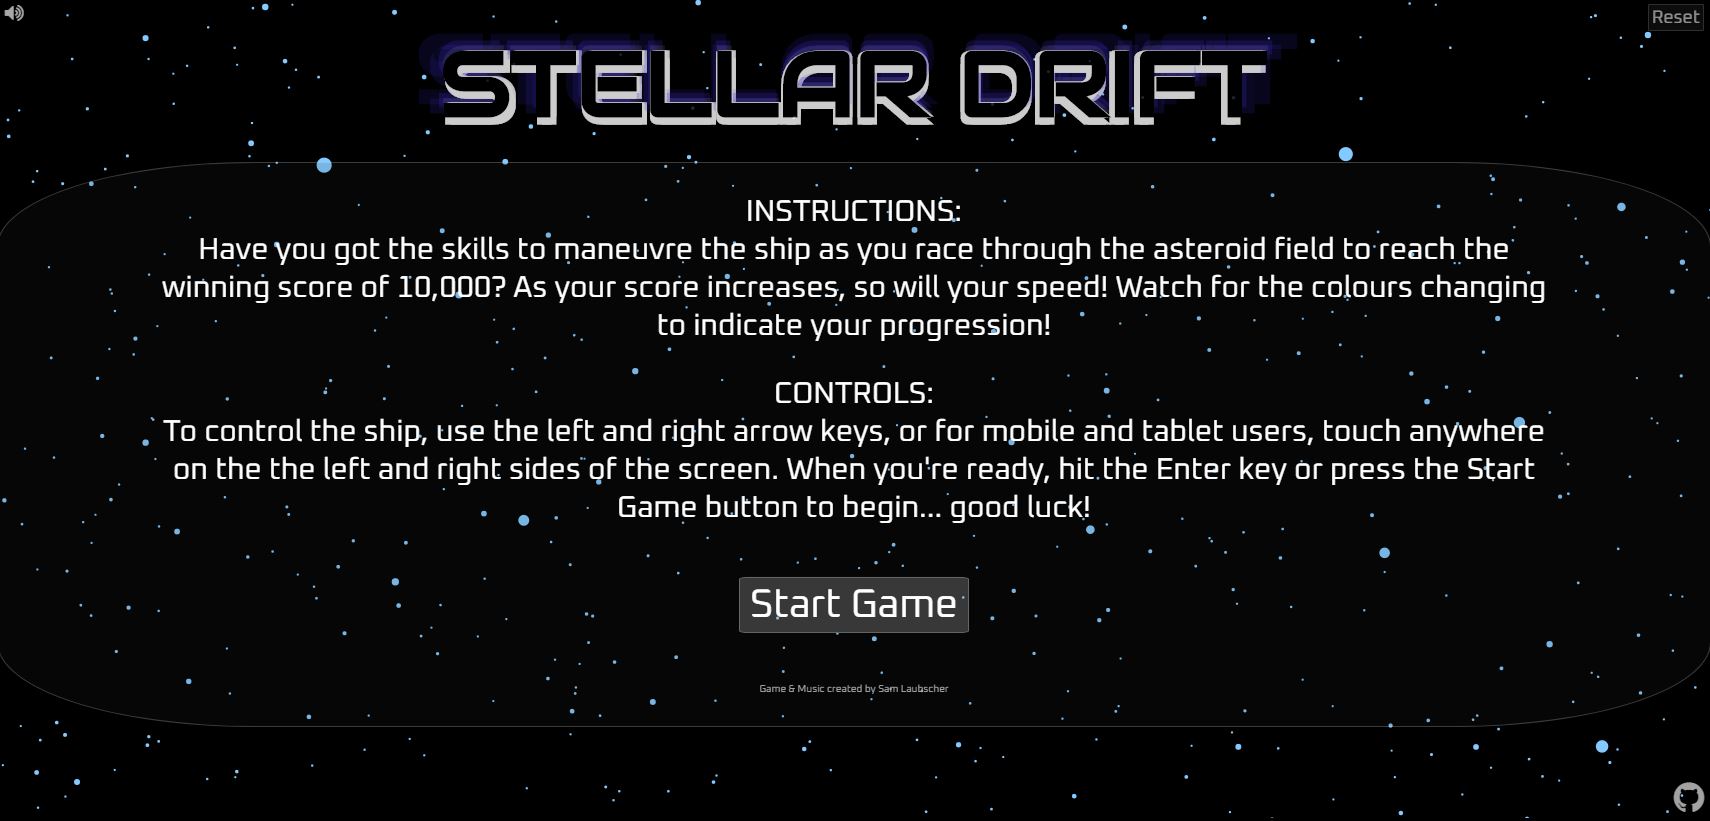 Reset
STELLAR DRIFT
INSTRUCTIONS:
Have you got the skills to maneuvre the ship as you race through the asteroid field to reach the
winning score of 10,000? As your score increases, so will your speed! Watch for the colours changing
to indicate your progression!
CONTROLS:
To control the ship, use the left and right arrow keys, or for mobile and tablet users, touch anywhere
on the the left and right sides of the screen. When you're ready, hit the Enter key or press the Start
Game button to begin... good luck!
Start Game
Game & Music created by Sam Laubscher